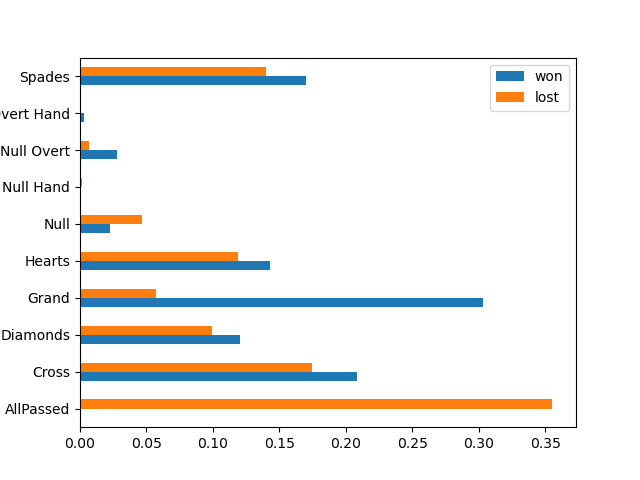 won
lost
Spades
vert Hand
Null Overt
Null Hand
Null
Hearts
Grand
Diamonds
Cross
AllPassed
0.00 0.05 0.10 0.15 0.20 0.25 0.30 0.35